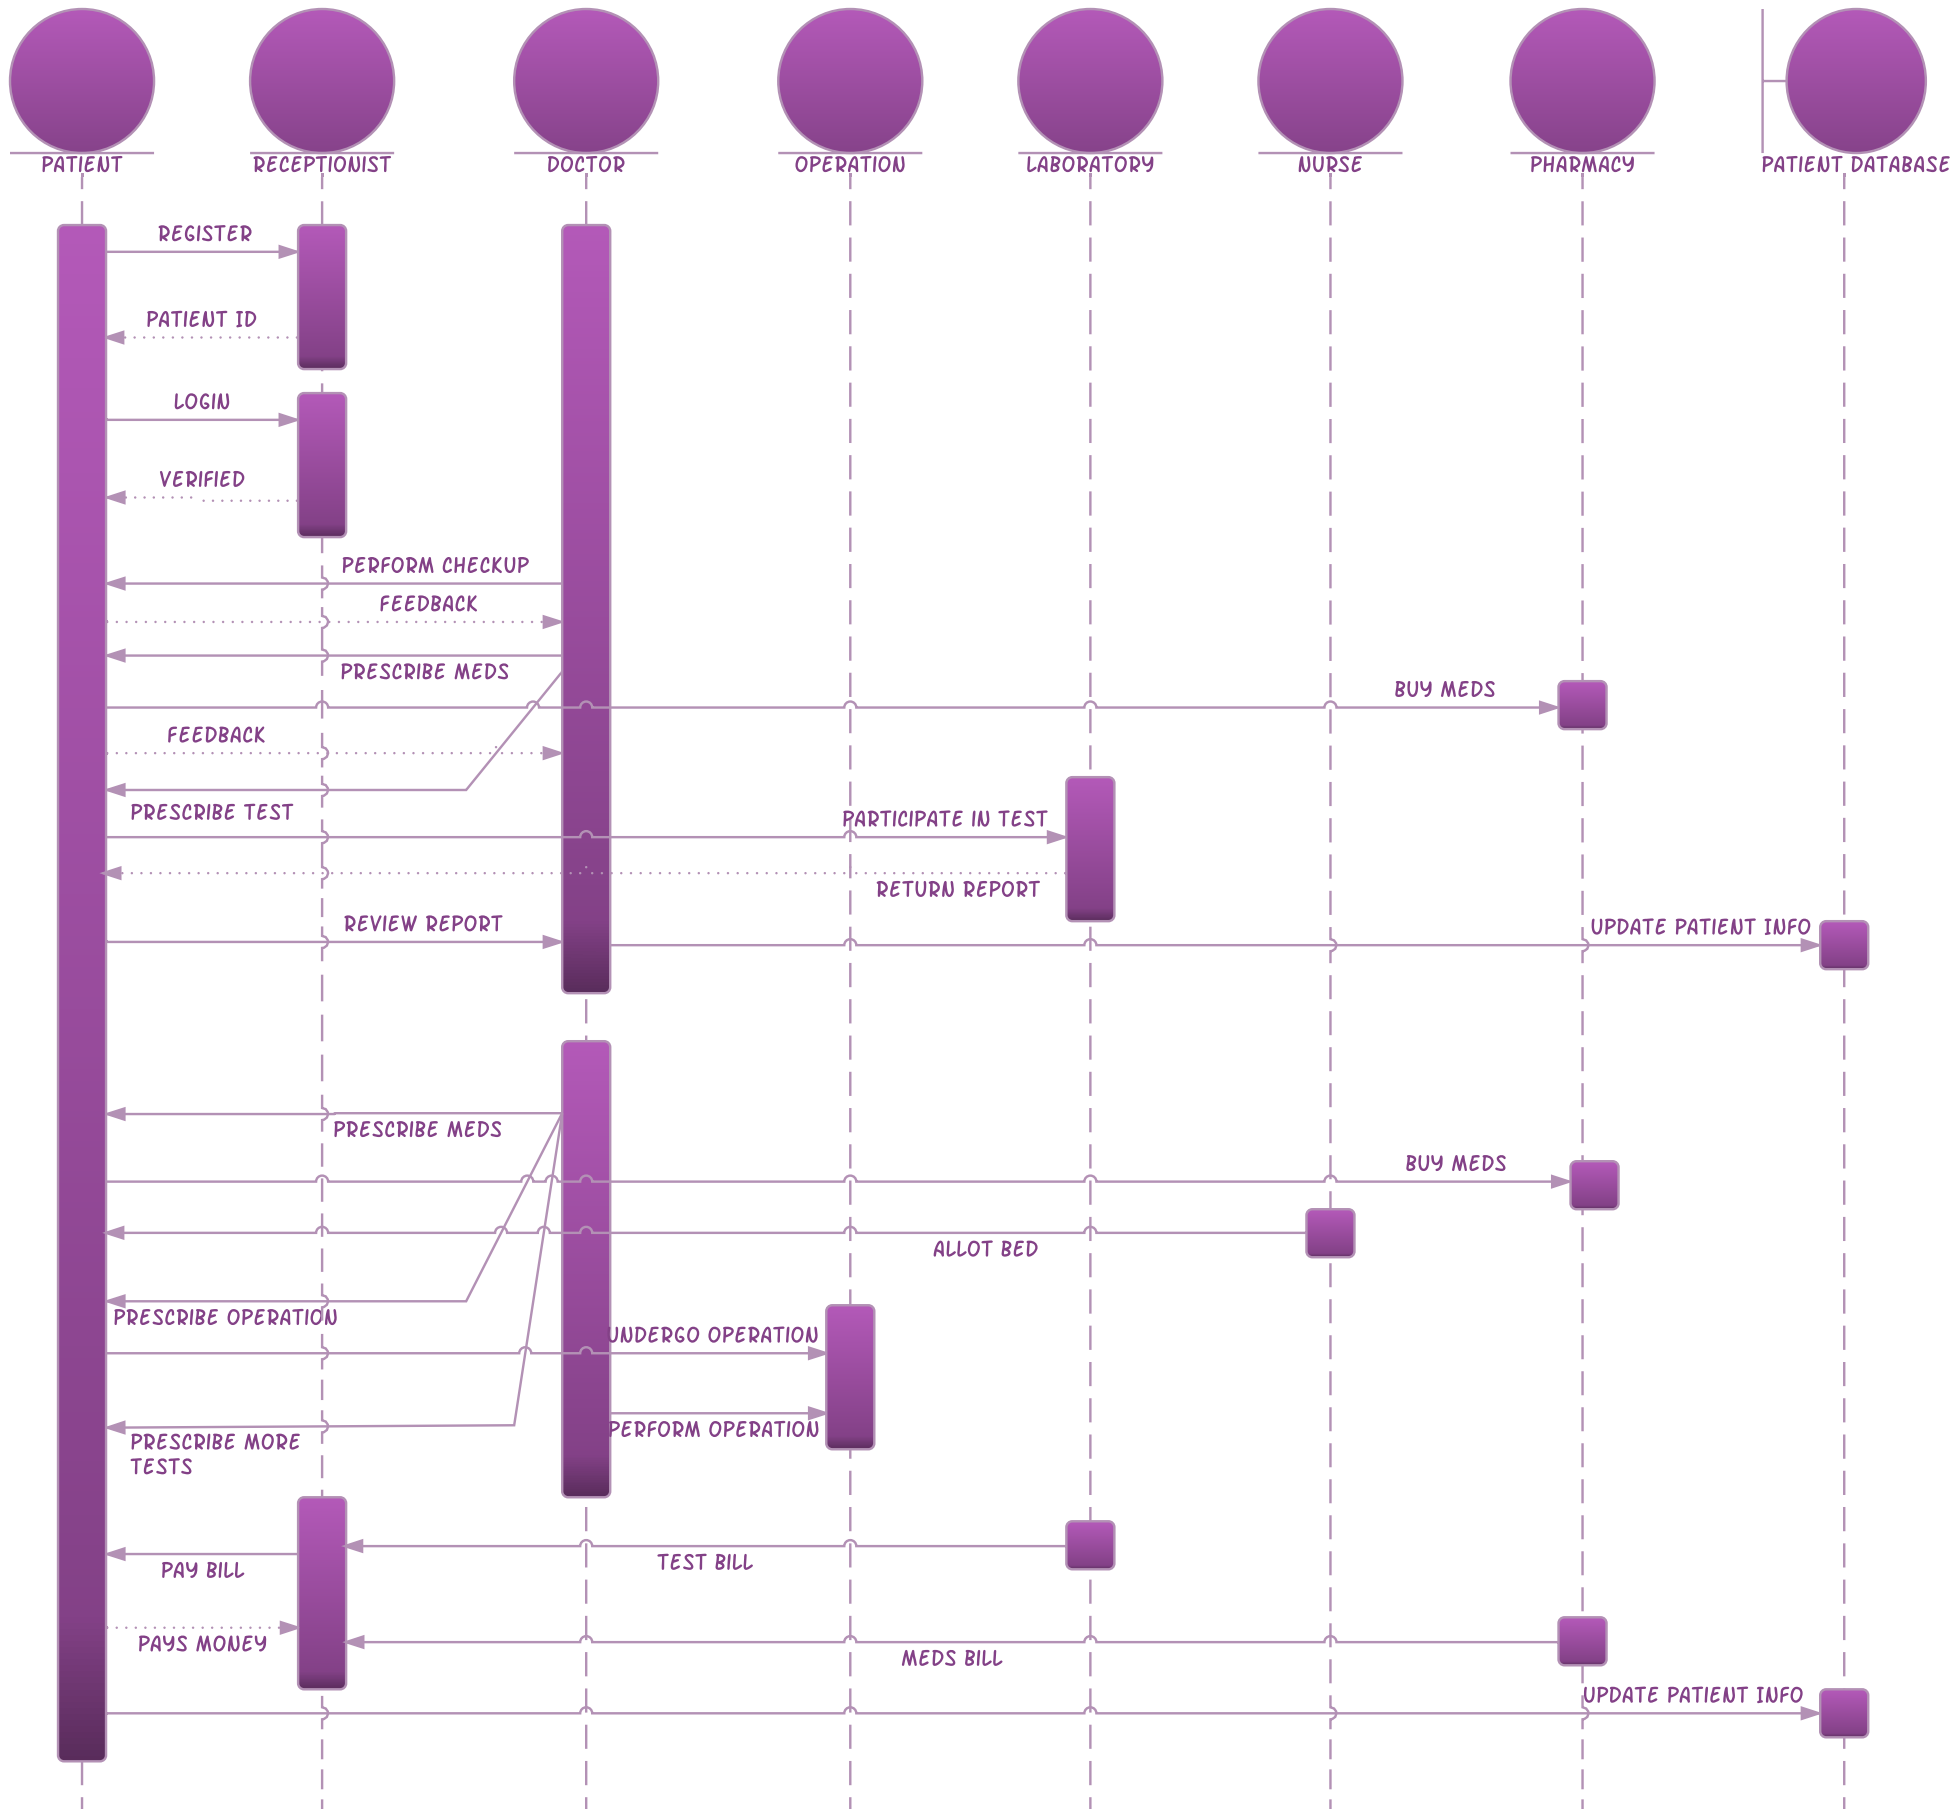 PATIENT
RECEPTIONIST
DOCTOR
OPERATION
LABORATORY
NURSE
PHARMACY
PATIENT DATABASE
REGISTER
PATIENT ID
LOGIN
VERIFIED
PERFORM CHECKUP
FEEDBACK
PRESCRIBE MEDS
BUY MEDS
FEEDBACK
PRESCRIBE TEST
PARTICIPATE IN TEST
RETURN REPORT
REVIEW REPORT
UPDATE PATIENT INFO
PRESCRIBE MEDS
BUY MEDS
ALLOT BED
PRESCRIBE OPERATION
UNDERGO OPERATION
PERFORM OPERATION
PRESCRIBE MORE
TESTS
TEST BILL
PAY BILL
PAYS MONEY
MEDS BILL
UPDATE PATIENT INFO